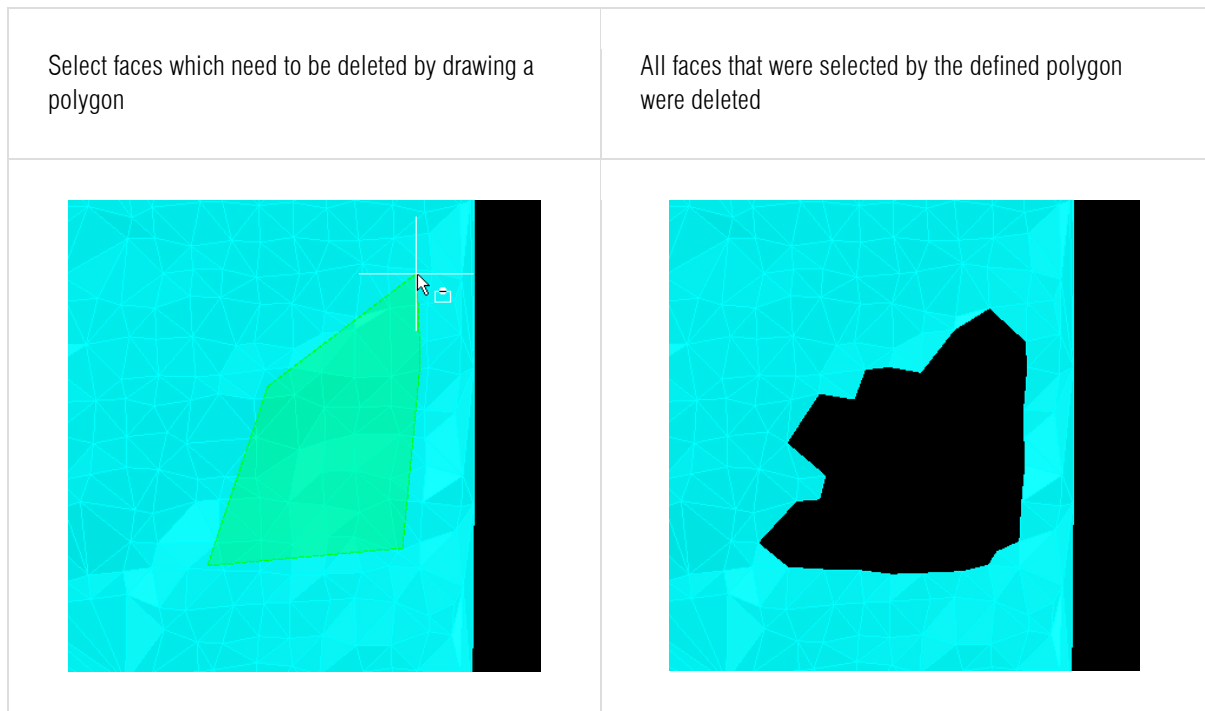 Select faces which need to be deleted by drawing a
polygon
All faces that were selected by the defined polygon
were deleted